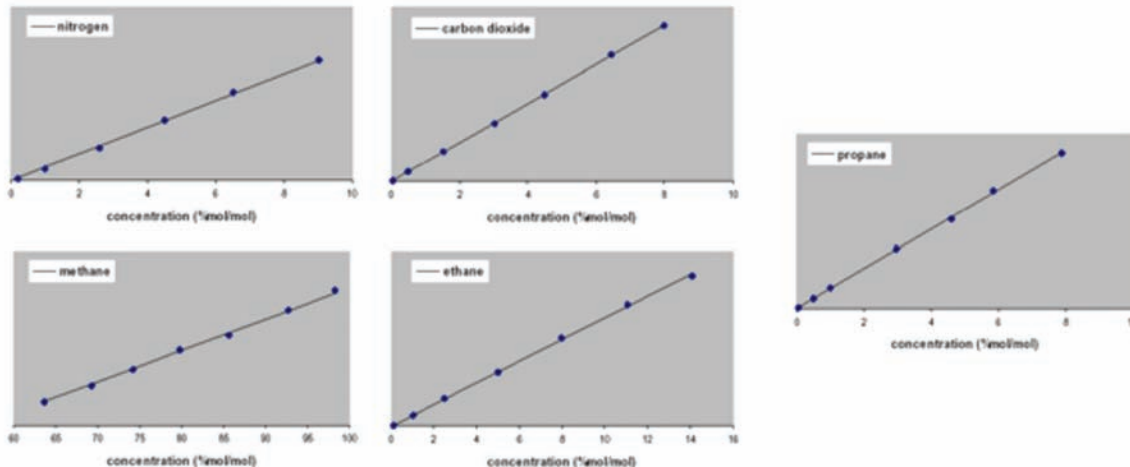 nitrogen
0 2 4 6 8 10
concentration (%mol/mol)
carbon dioxide
0 2 4 6 8 10
concentration (%mol/mol)
propane
0 2 4 6 8
concentration (%mol/mol)
methane
60 65 70 75 80 85 90 95 100
concentration (%mol/mol)
ethane
0 2 4 6 8 10 12 14 16
concentration (%mol/mol)